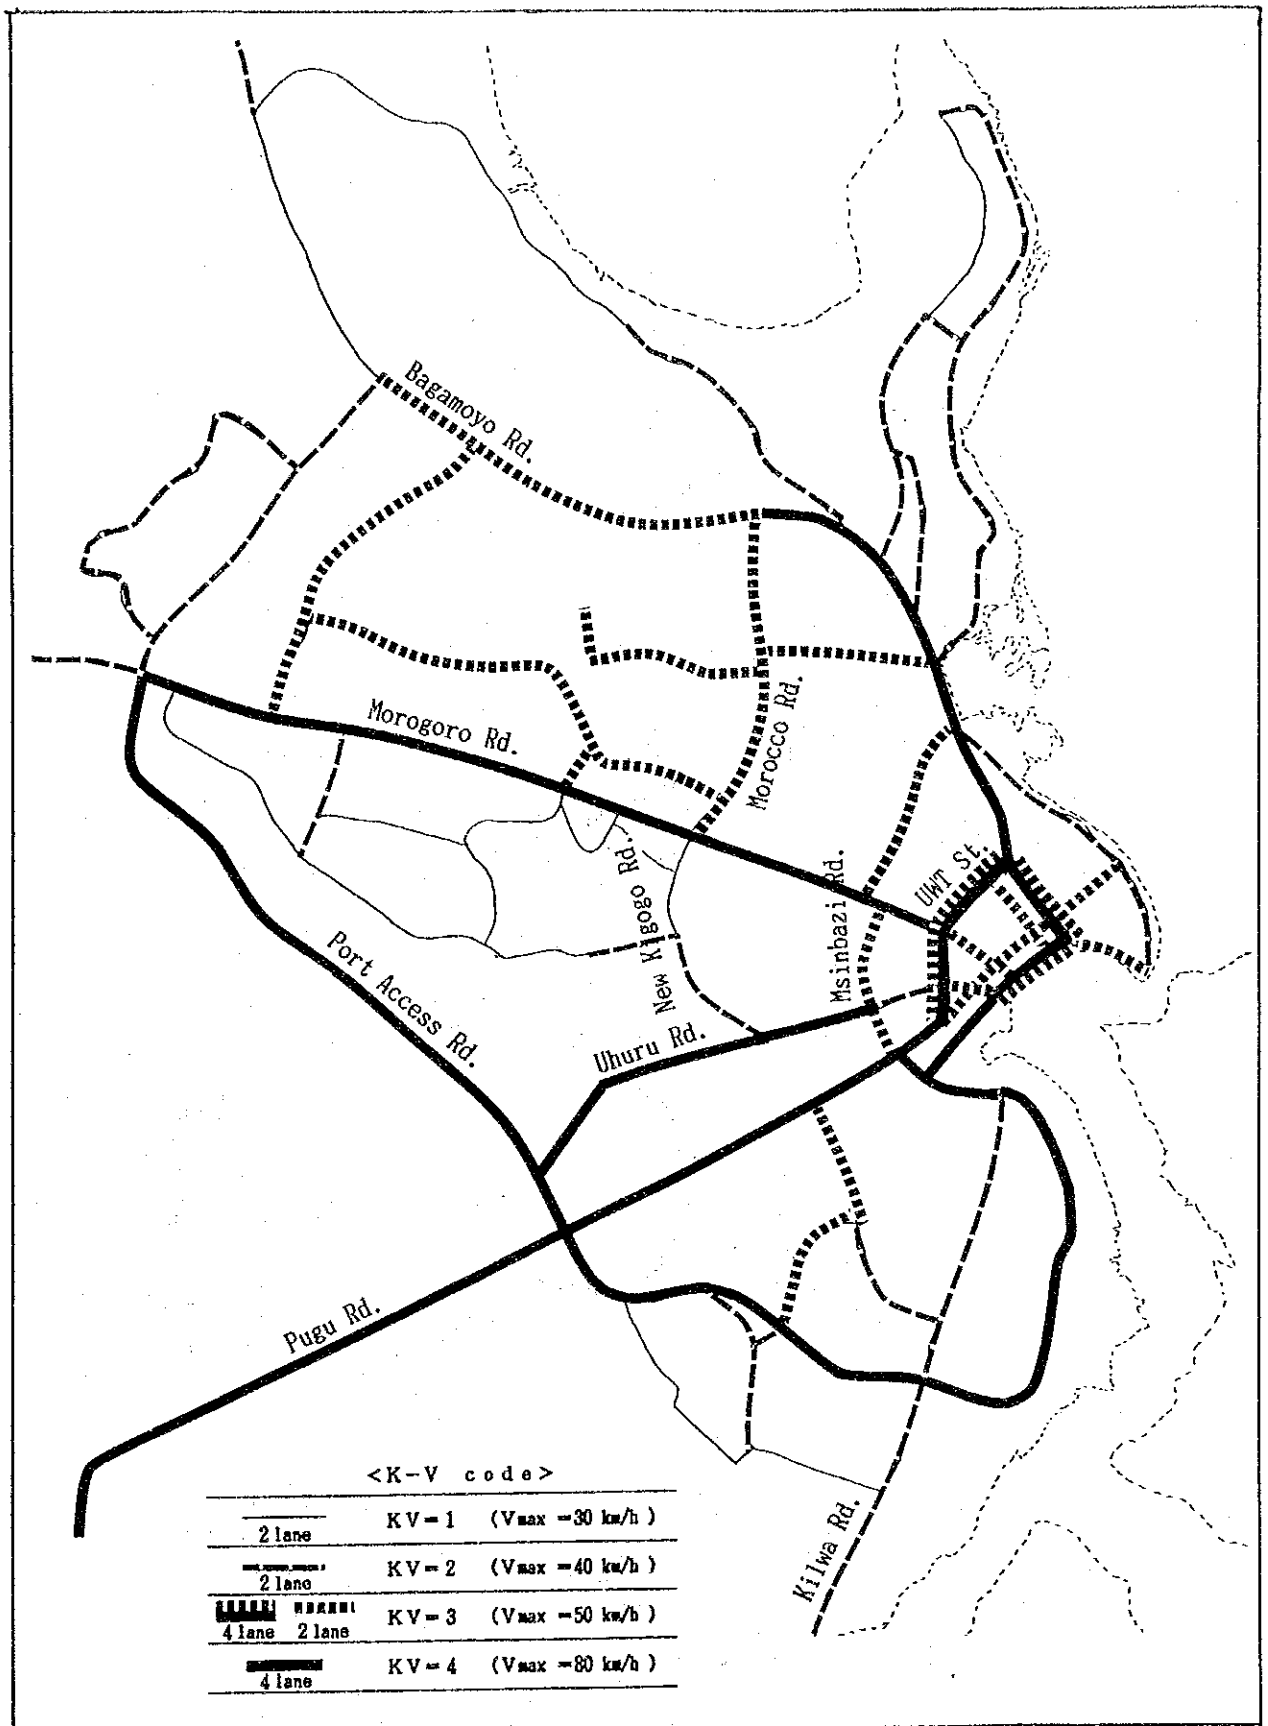 Bagamoyo Rd.
Morogoro Rd.
Morocco Rd.
UWT St.
Msinbazi Rd.
New Kigogo Rd.
Port Access Rd.
Uhuru Rd.
Pugu Rd.
Kilwa Rd.
<K-V code>
2 lane KV=1 (Vmax =30 km/h )
2 lane KV=2 (Vmax =40 km/h )
4 lane 2 lane KV=3 (Vmax =50 km/h )
4 lane KV=4 (Vmax =80 km/h )